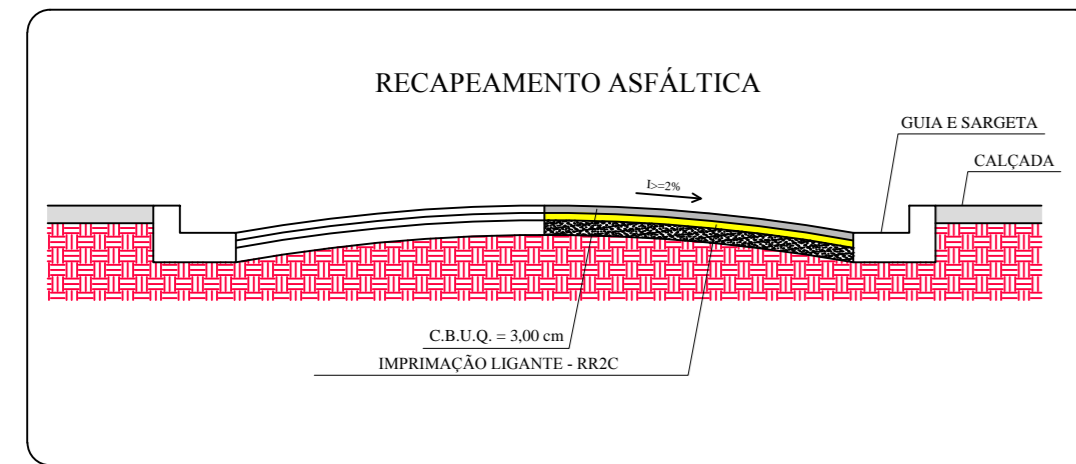 RECAPEAMENTO ASFÁLTICA
GUIA E SARGETA
CALÇADA
I>=2%
C.B.U.Q. = 3,00 cm
IMPRIMAÇÃO LIGANTE - RR2C